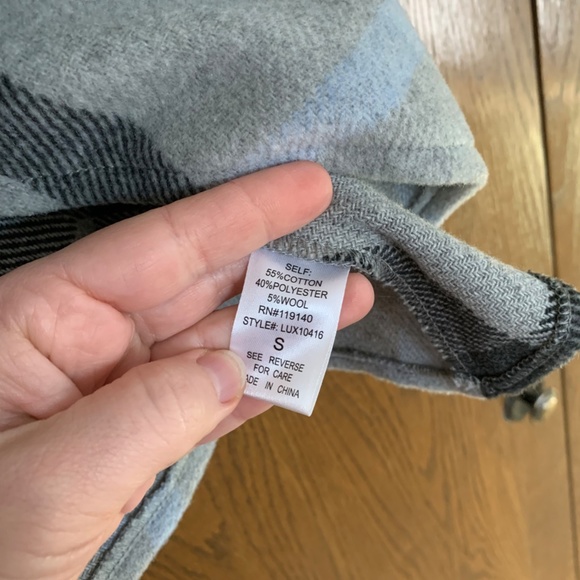 SELF:
55%COTTON
40%POLYESTER
5%WOOL
RN#119140
STYLE#: LUX10416
S
SEE REVERSE
FOR CARE
ADE IN CHINA